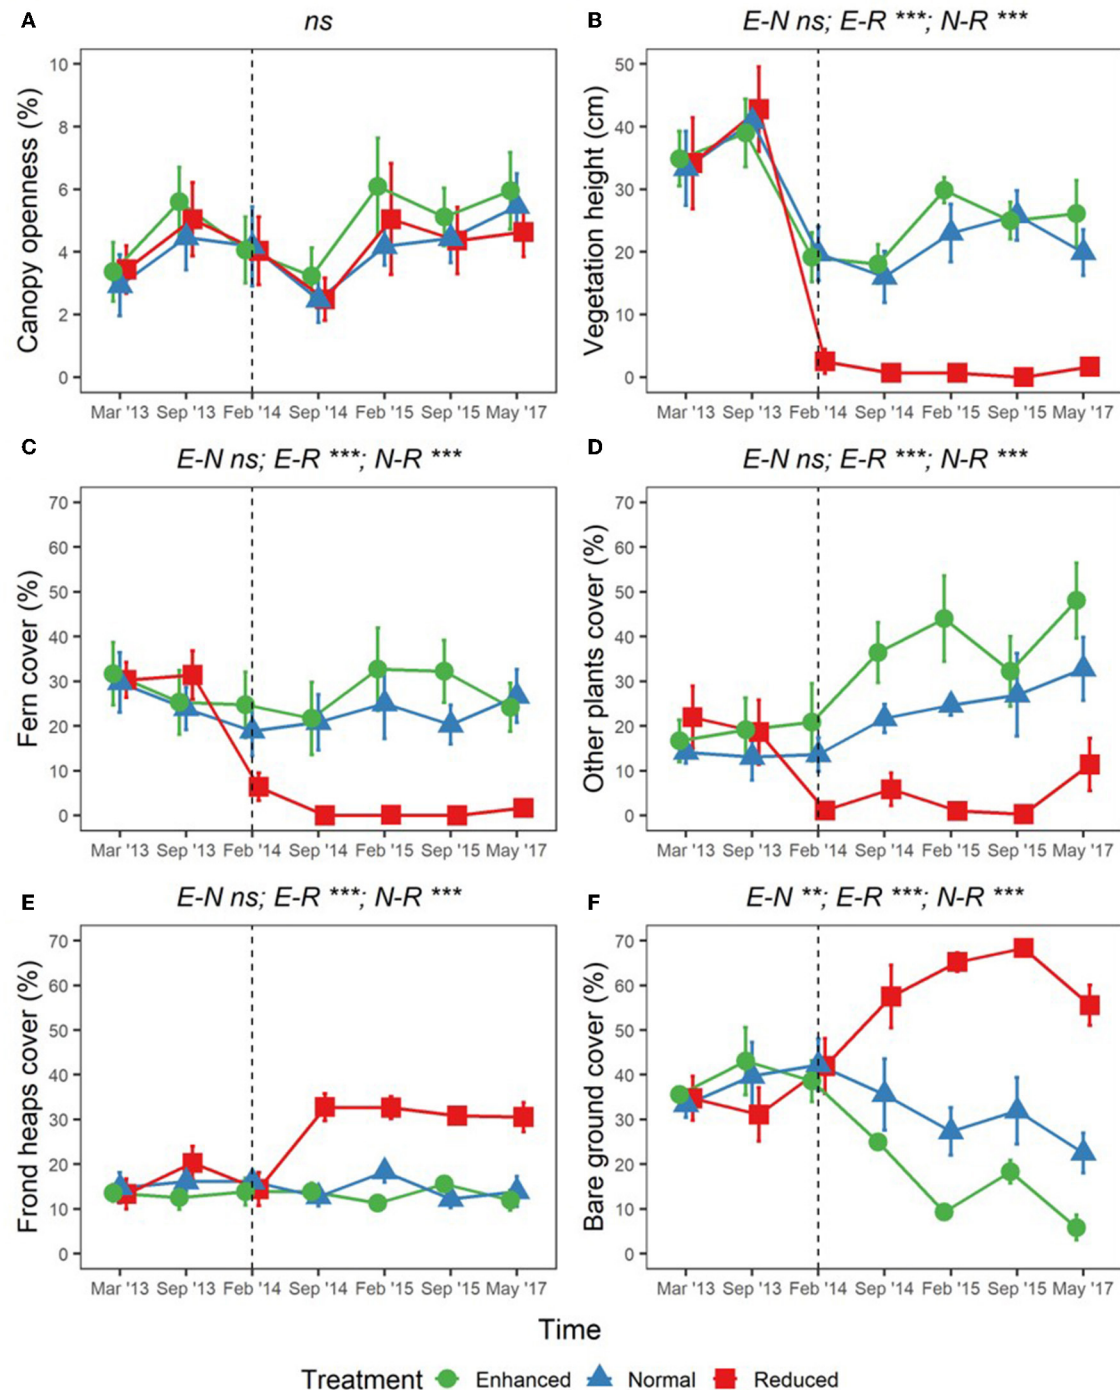 A
ns
Canopy openness (%)
10
8
6
4
2
0
Mar '13 Sep '13 Feb '14 Sep '14 Feb '15 Sep '15 May '17
B
E-N ns; E-R ***; N-R ***
Vegetation height (cm)
50
40
30
20
10
0
Mar '13 Sep '13 Feb '14 Sep '14 Feb '15 Sep '15 May '17
C
E-N ns; E-R ***; N-R ***
Fern cover (%)
70
60
50
40
30
20
10
0
Mar '13 Sep '13 Feb '14 Sep '14 Feb '15 Sep '15 May '17
D
E-N ns; E-R ***; N-R ***
Other plants cover (%)
70
60
50
40
30
20
10
0
Mar '13 Sep '13 Feb '14 Sep '14 Feb '15 Sep '15 May '17
E
E-N ns; E-R ***; N-R ***
Frond heaps cover (%)
70
60
50
40
30
20
10
0
Mar '13 Sep '13 Feb '14 Sep '14 Feb '15 Sep '15 May '17
F
E-N **; E-R ***; N-R ***
Bare ground cover (%)
70
60
50
40
30
20
10
0
Mar '13 Sep '13 Feb '14 Sep '14 Feb '15 Sep '15 May '17
Time
Treatment Enhanced Normal Reduced